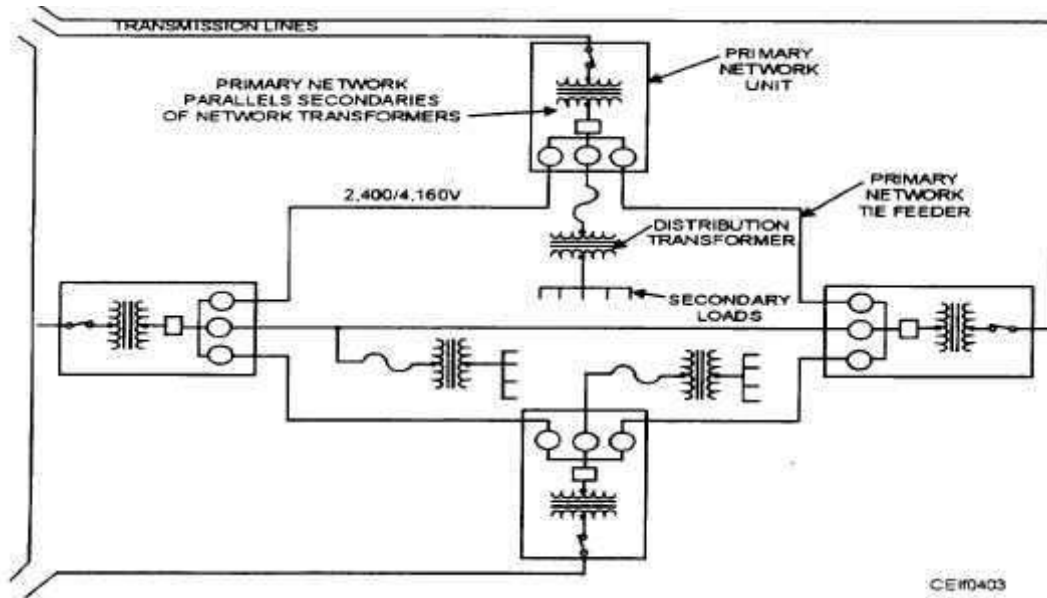 TRANSMISSION LINES
PRIMARY NETWORK
PARALLELS SECONDARIES
OF NETWORK TRANSFORMERS
PRIMARY
NETWORK
UNIT
2,400/4,160V
PRIMARY
NETWORK
TIE FEEDER
DISTRIBUTION
TRANSFORMER
SECONDARY
LOADS
CEIf0403